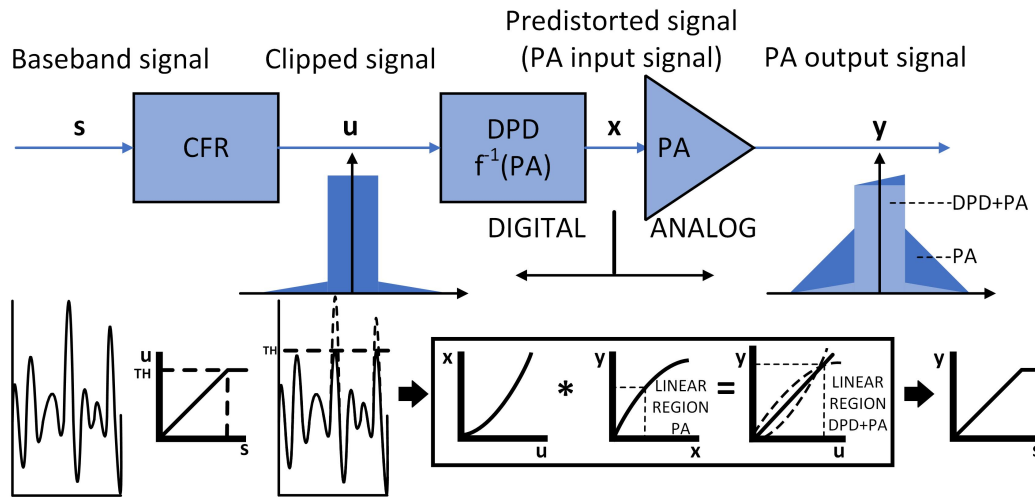 Baseband signal
Clipped signal
Predistorted signal
(PA input signal)
PA output signal
s
CFR
u
DPD
f⁻¹(PA)
x
PA
y
DIGITAL
ANALOG
DPD+PA
PA
u
TH
s
TH
x
u
*
y
LINEAR
REGION
PA
x
=
y
LINEAR
REGION
DPD+PA
u
y
s